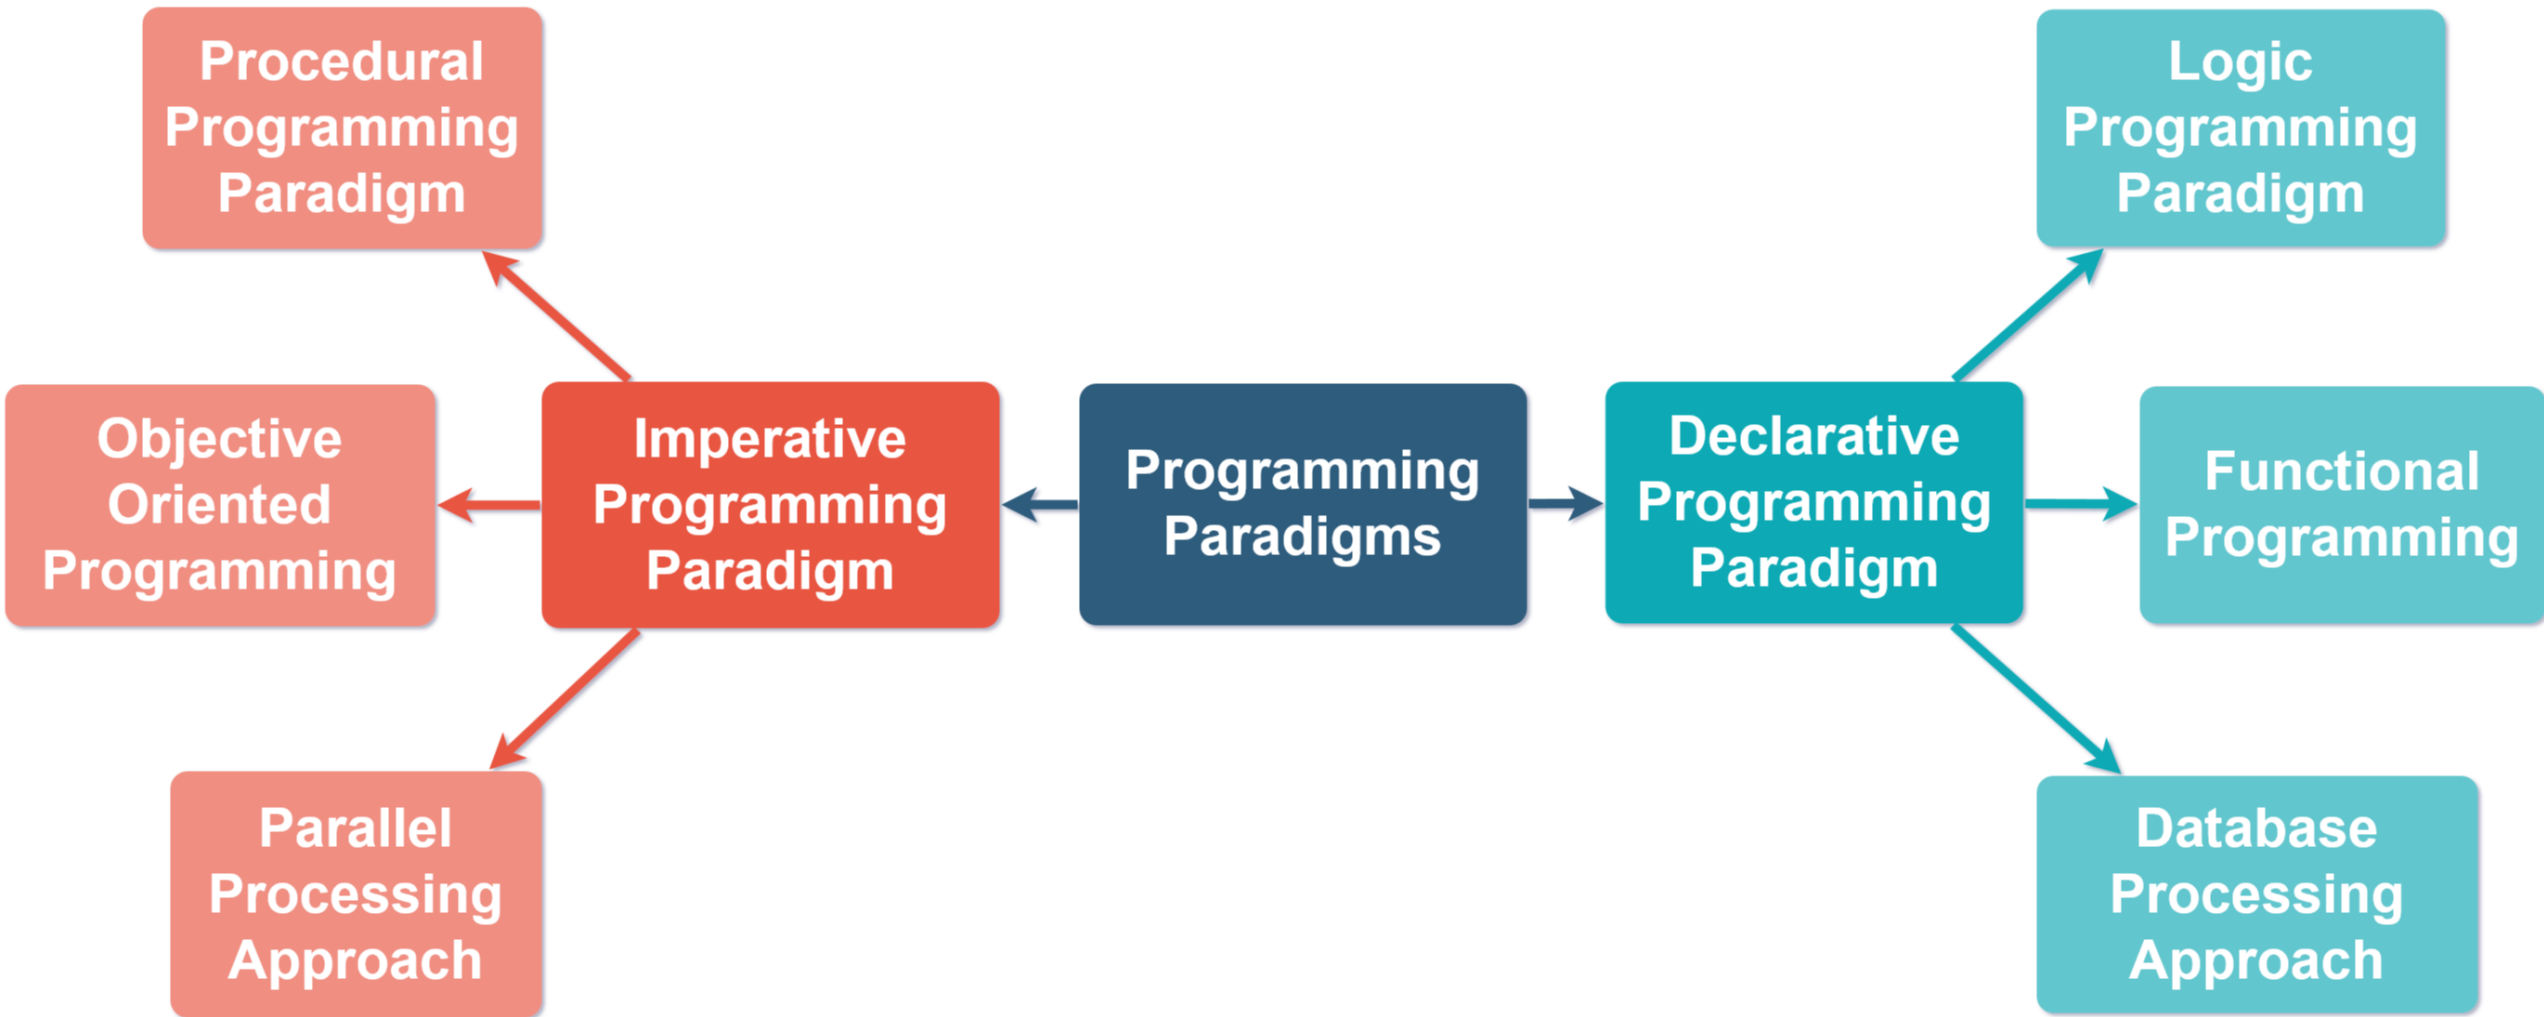 Procedural
Programming
Paradigm
Logic
Programming
Paradigm
Objective
Oriented
Programming
Imperative
Programming
Paradigm
Programming
Paradigms
Declarative
Programming
Paradigm
Functional
Programming
Parallel
Processing
Approach
Database
Processing
Approach